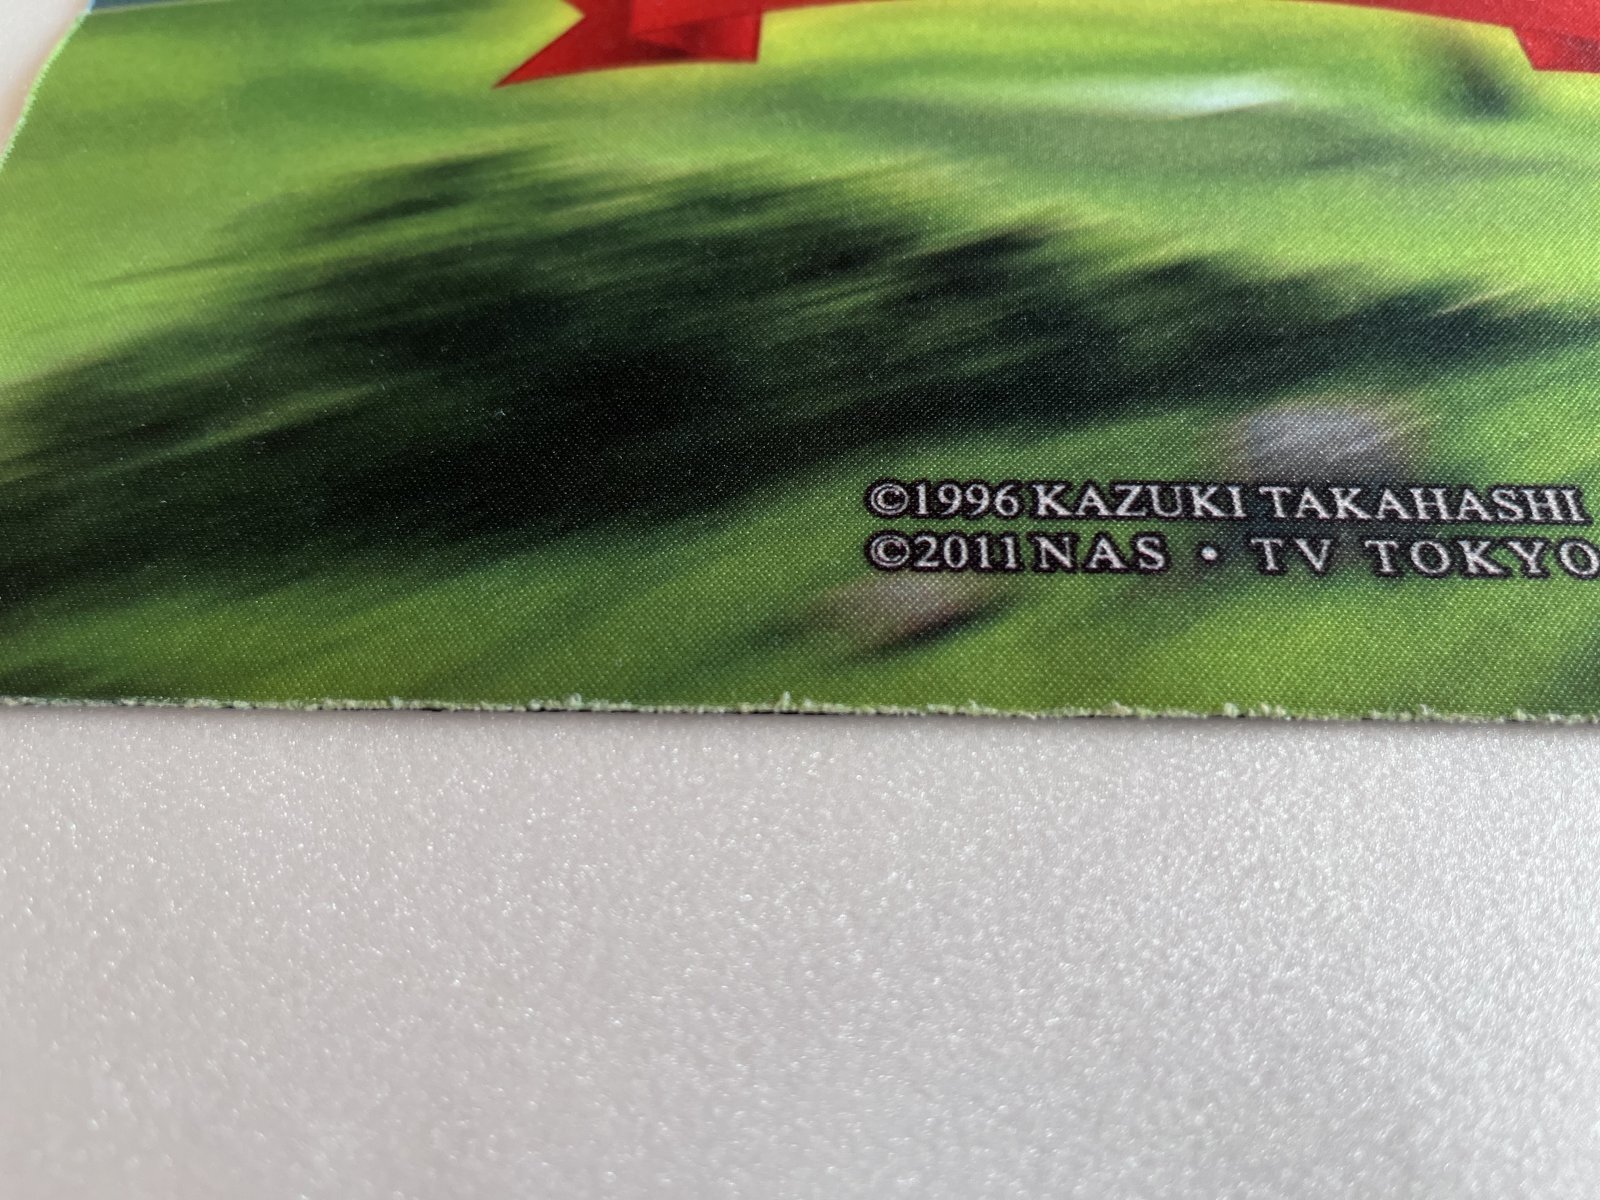 ©1996 KAZUKI TAKAHASHI
©2011 NAS • TV TOKYO